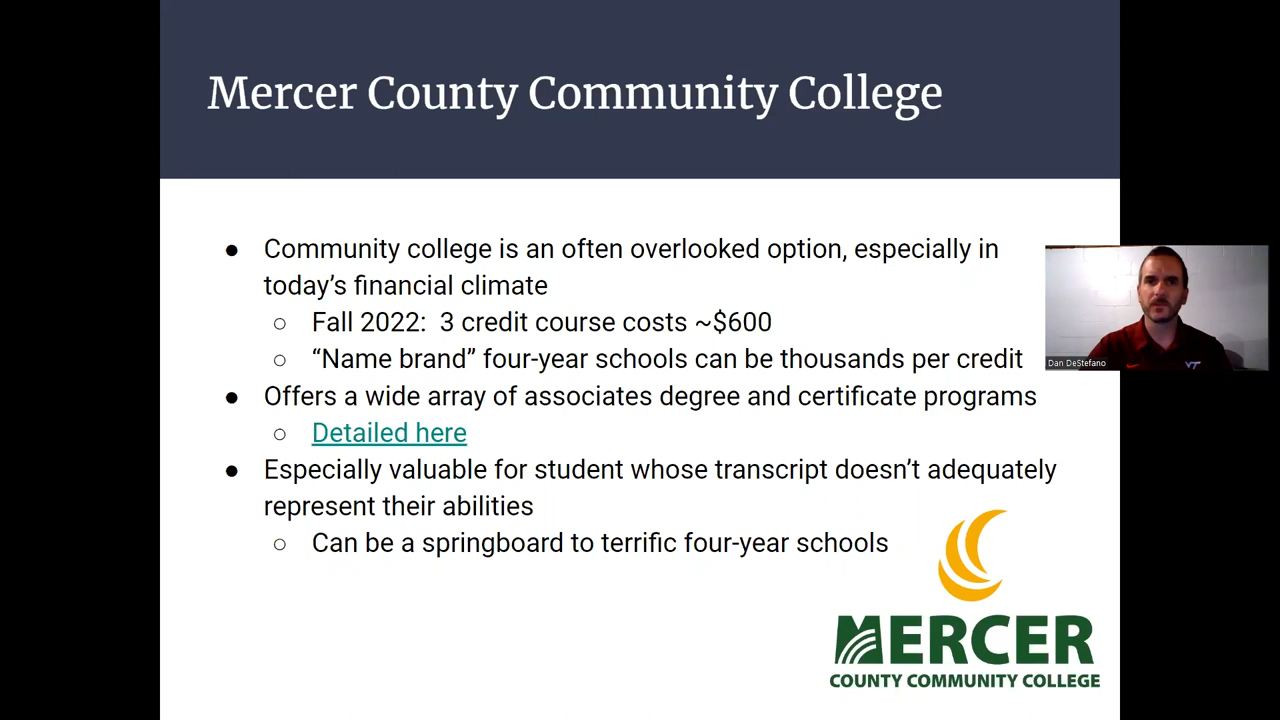 Mercer County Community College
● Community college is an often overlooked option, especially in
today’s financial climate
○ Fall 2022: 3 credit course costs ~$600
○ “Name brand” four-year schools can be thousands per credit
● Offers a wide array of associates degree and certificate programs
○ Detailed here
● Especially valuable for student whose transcript doesn’t adequately
represent their abilities
○ Can be a springboard to terrific four-year schools
Dan DeStefano
VT
MERCER
COUNTY COMMUNITY COLLEGE